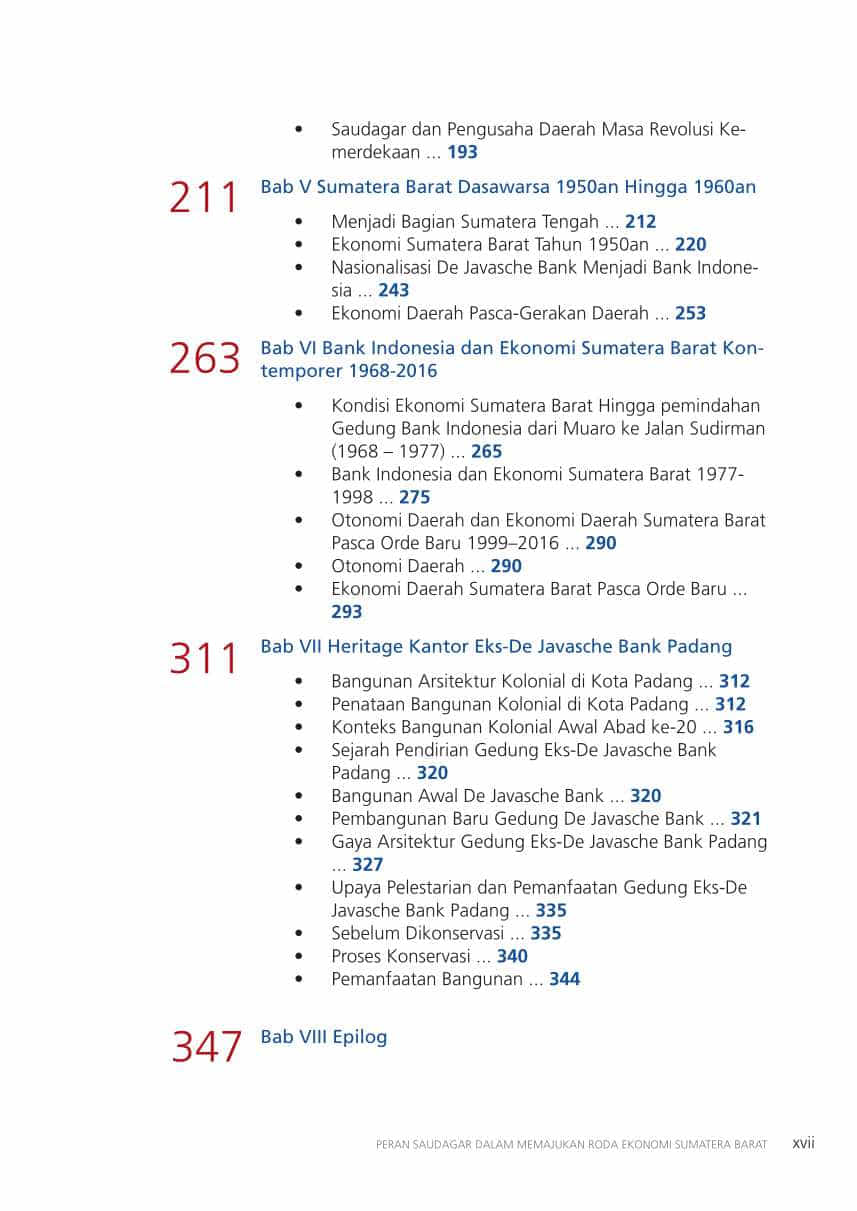 • Saudagar dan Pengusaha Daerah Masa Revolusi Ke-
merdekaan ... 193
211 Bab V Sumatera Barat Dasawarsa 1950an Hingga 1960an
• Menjadi Bagian Sumatera Tengah ... 212
• Ekonomi Sumatera Barat Tahun 1950an ... 220
• Nasionalisasi De Javasche Bank Menjadi Bank Indone-
sia ... 243
• Ekonomi Daerah Pasca-Gerakan Daerah ... 253
263 Bab VI Bank Indonesia dan Ekonomi Sumatera Barat Kon-
temporer 1968-2016
• Kondisi Ekonomi Sumatera Barat Hingga pemindahan
Gedung Bank Indonesia dari Muaro ke Jalan Sudirman
(1968 – 1977) ... 265
• Bank Indonesia dan Ekonomi Sumatera Barat 1977-
1998 ... 275
• Otonomi Daerah dan Ekonomi Daerah Sumatera Barat
Pasca Orde Baru 1999–2016 ... 290
• Otonomi Daerah ... 290
• Ekonomi Daerah Sumatera Barat Pasca Orde Baru ...
293
311 Bab VII Heritage Kantor Eks-De Javasche Bank Padang
• Bangunan Arsitektur Kolonial di Kota Padang ... 312
• Penataan Bangunan Kolonial di Kota Padang ... 312
• Konteks Bangunan Kolonial Awal Abad ke-20 ... 316
• Sejarah Pendirian Gedung Eks-De Javasche Bank
Padang ... 320
• Bangunan Awal De Javasche Bank ... 320
• Pembangunan Baru Gedung De Javasche Bank ... 321
• Gaya Arsitektur Gedung Eks-De Javasche Bank Padang
... 327
• Upaya Pelestarian dan Pemanfaatan Gedung Eks-De
Javasche Bank Padang ... 335
• Sebelum Dikonservasi ... 335
• Proses Konservasi ... 340
• Pemanfaatan Bangunan ... 344
347 Bab VIII Epilog
PERAN SAUDAGAR DALAM MEMAJUKAN RODA EKONOMI SUMATERA BARAT xvii